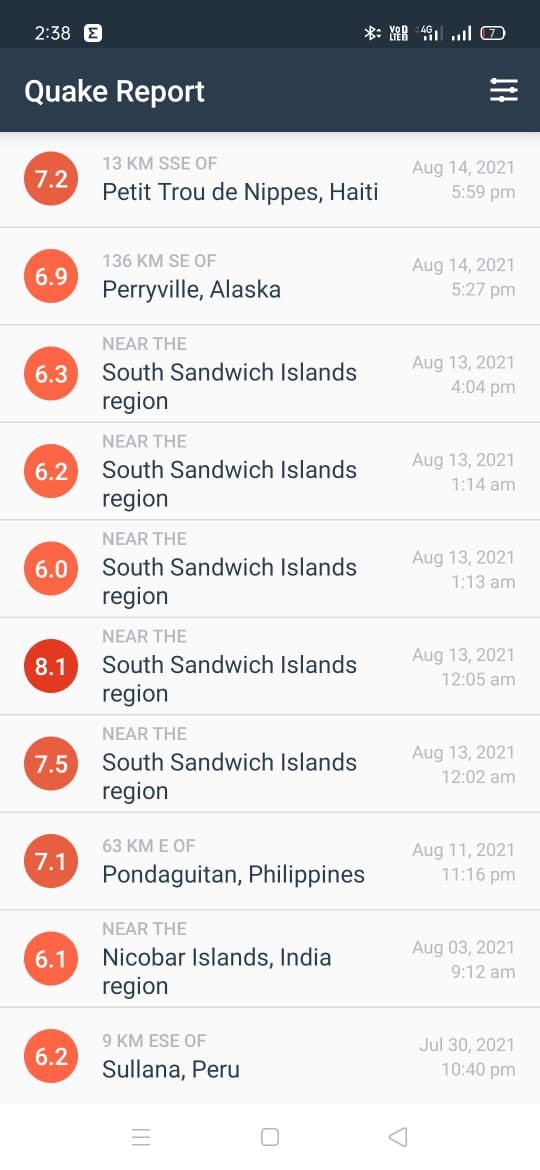 2:38 Σ VoD LTE 4G 7
Quake Report
7.2
13 KM SSE OF
Petit Trou de Nippes, Haiti
Aug 14, 2021
5:59 pm
6.9
136 KM SE OF
Perryville, Alaska
Aug 14, 2021
5:27 pm
6.3
NEAR THE
South Sandwich Islands
region
Aug 13, 2021
4:04 pm
6.2
NEAR THE
South Sandwich Islands
region
Aug 13, 2021
1:14 am
6.0
NEAR THE
South Sandwich Islands
region
Aug 13, 2021
1:13 am
8.1
NEAR THE
South Sandwich Islands
region
Aug 13, 2021
12:05 am
7.5
NEAR THE
South Sandwich Islands
region
Aug 13, 2021
12:02 am
7.1
63 KM E OF
Pondaguitan, Philippines
Aug 11, 2021
11:16 pm
6.1
NEAR THE
Nicobar Islands, India
region
Aug 03, 2021
9:12 am
6.2
9 KM ESE OF
Sullana, Peru
Jul 30, 2021
10:40 pm